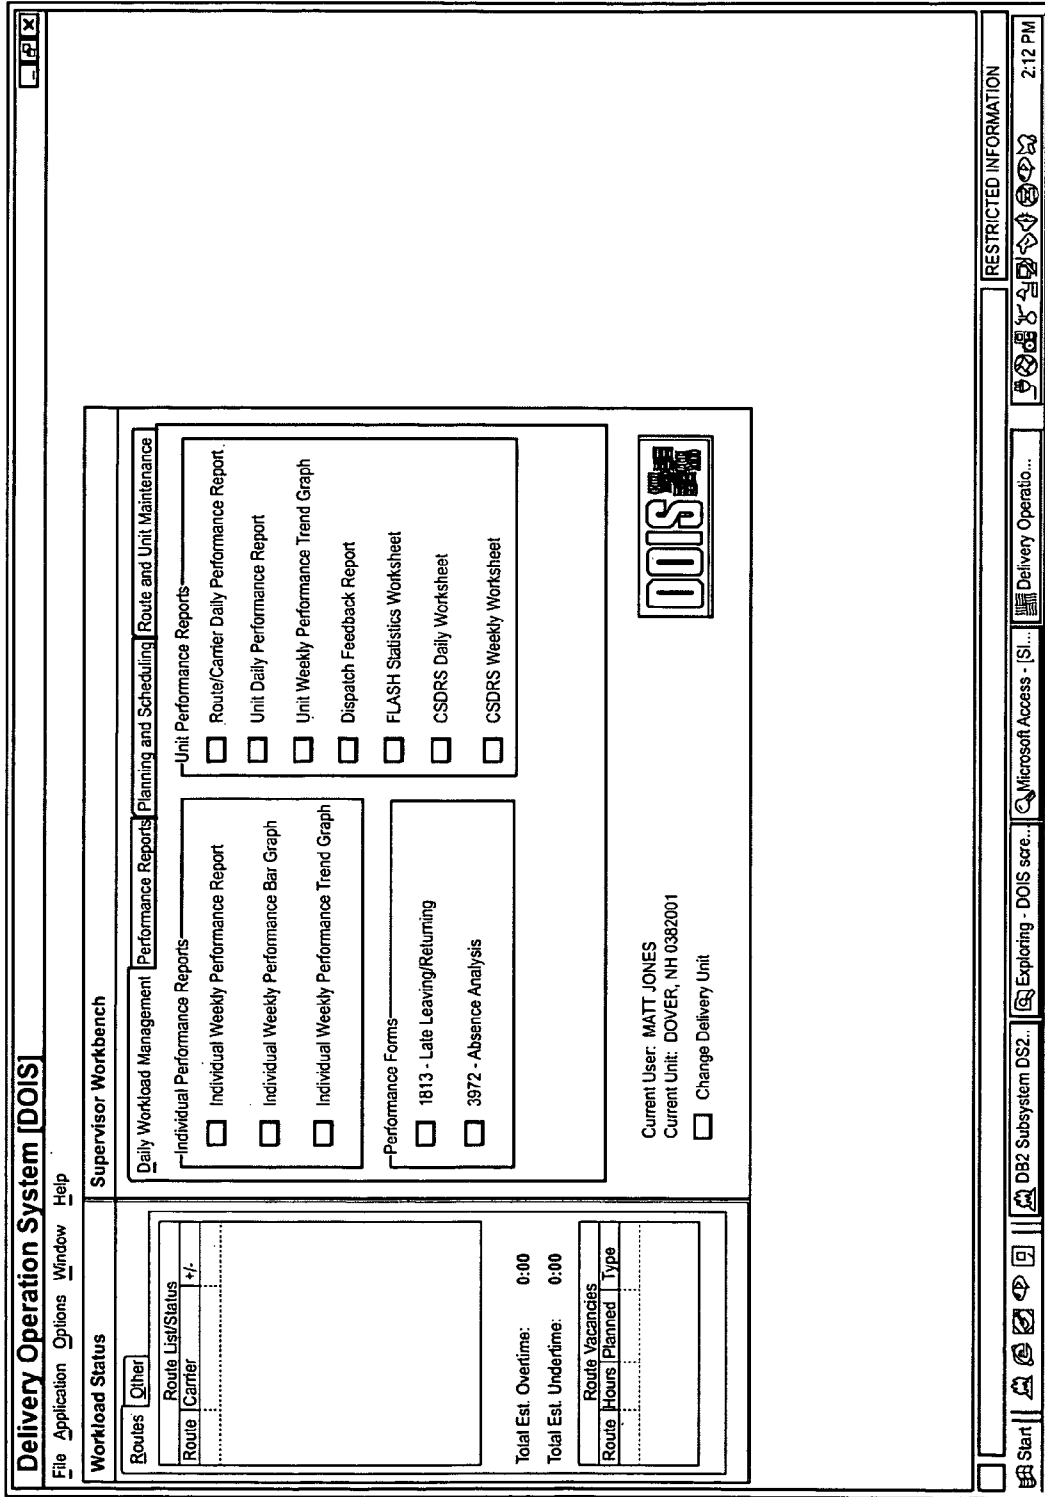 Delivery Operation System [DOIS]
File Application Options Window Help
Workload Status
Routes Other
Route List/Status
Route Carrier +/-
Total Est. Overtime: 0:00
Total Est. Undertime: 0:00
Route Vacancies
Route Hours Planned Type
Supervisor Workbench
Daily Workload Management Performance Reports Planning and Scheduling Route and Unit Maintenance
Individual Performance Reports
Individual Weekly Performance Report
Individual Weekly Performance Bar Graph
Individual Weekly Performance Trend Graph
Performance Forms
1813 - Late Leaving/Returning
3972 - Absence Analysis
Unit Performance Reports
Route/Carrier Daily Performance Report
Unit Daily Performance Report
Unit Weekly Performance Trend Graph
Dispatch Feedback Report
FLASH Statistics Worksheet
CSDRS Daily Worksheet
CSDRS Weekly Worksheet
Current User: MATT JONES
Current Unit: DOVER, NH 0382001
Change Delivery Unit
DOIS
RESTRICTED INFORMATION
Start DB2 Subsystem DS2.. Exploring - DOIS scre... Microsoft Access - [SI... Delivery Operatio... 2:12 PM